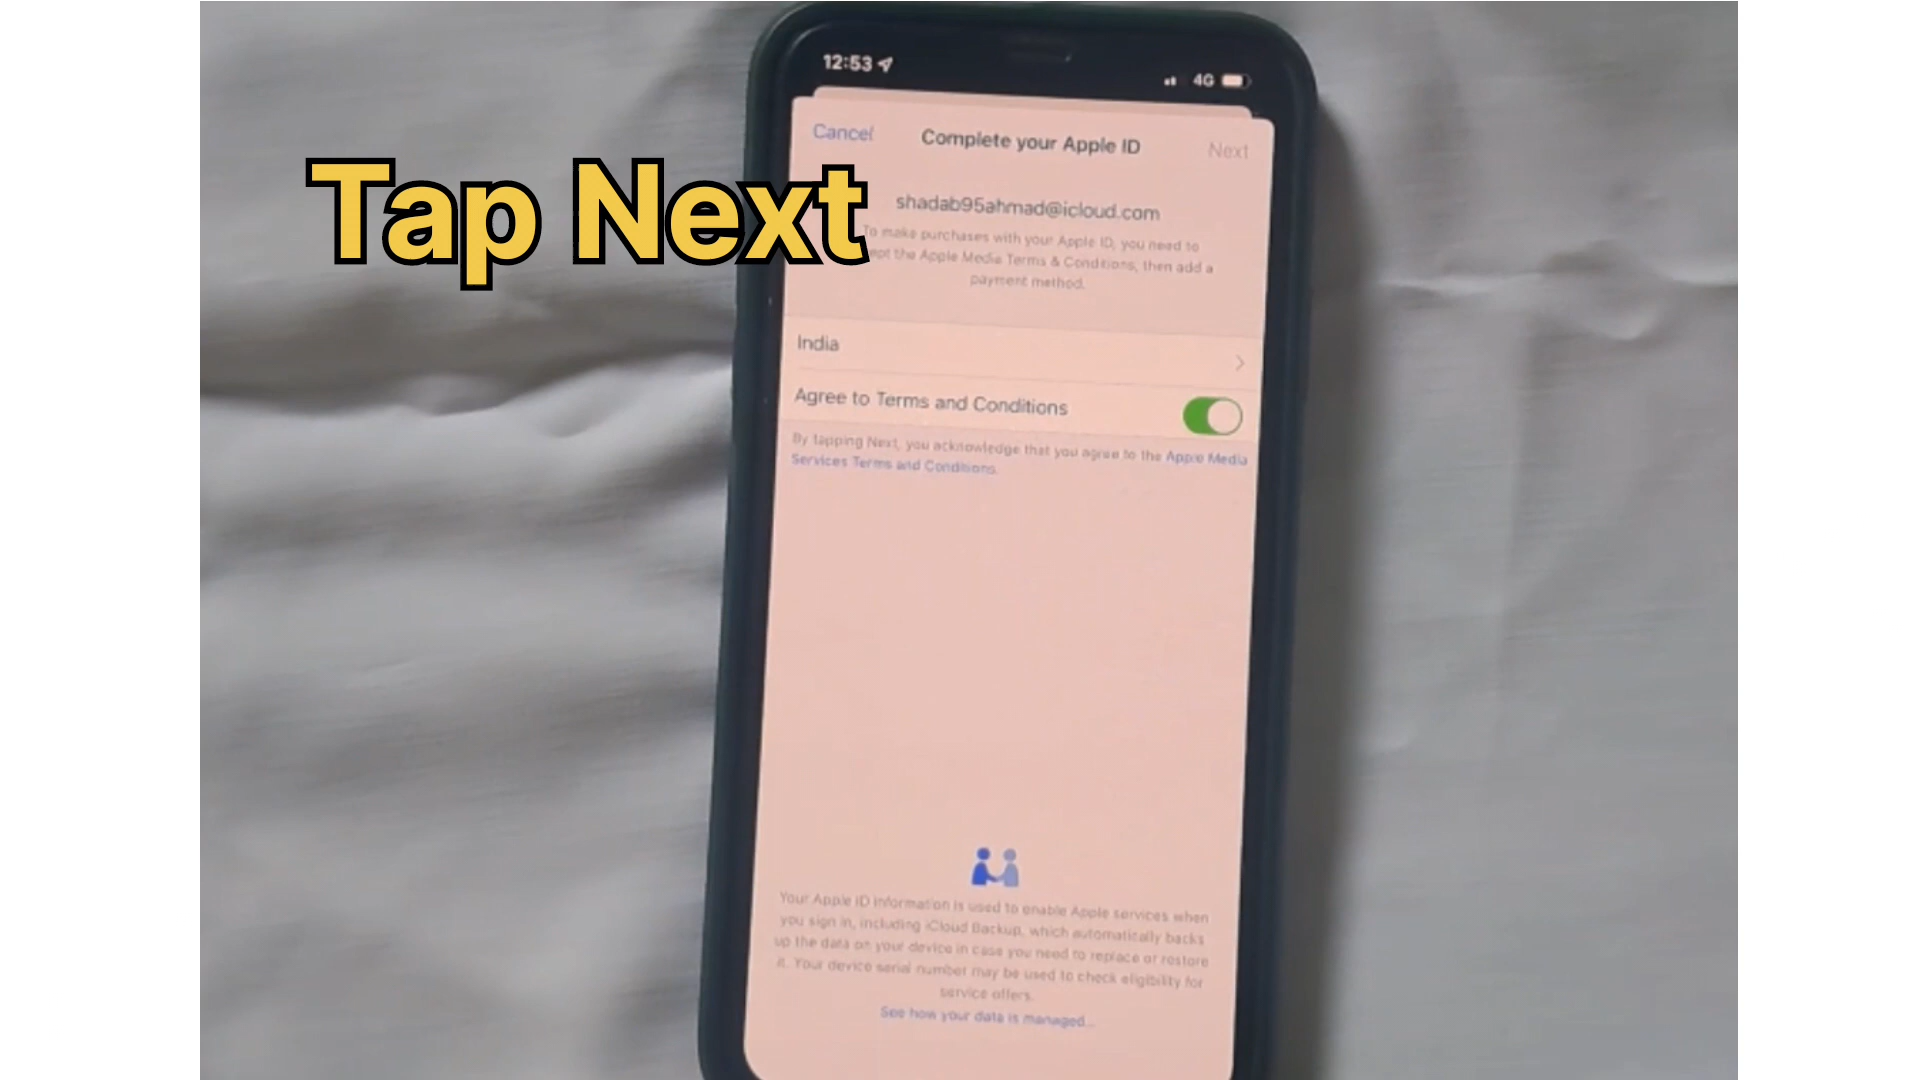 12:53
4G
Cancel
Complete your Apple ID
Next
Tap Next
shadab95ahmad@icloud.com
To make purchases with your Apple ID, you need to
ept the Apple Media Terms & Conditions, then add a
payment method.
India
Agree to Terms and Conditions
By tapping Next, you acknowledge that you agree to the Apple Media
Services Terms and Conditions.
Your Apple ID information is used to enable Apple services when
you sign in, including iCloud Backup, which automatically backs
up the data on your device in case you need to replace or restore
it. Your device serial number may be used to check eligibility for
service offers.
See how your data is managed...